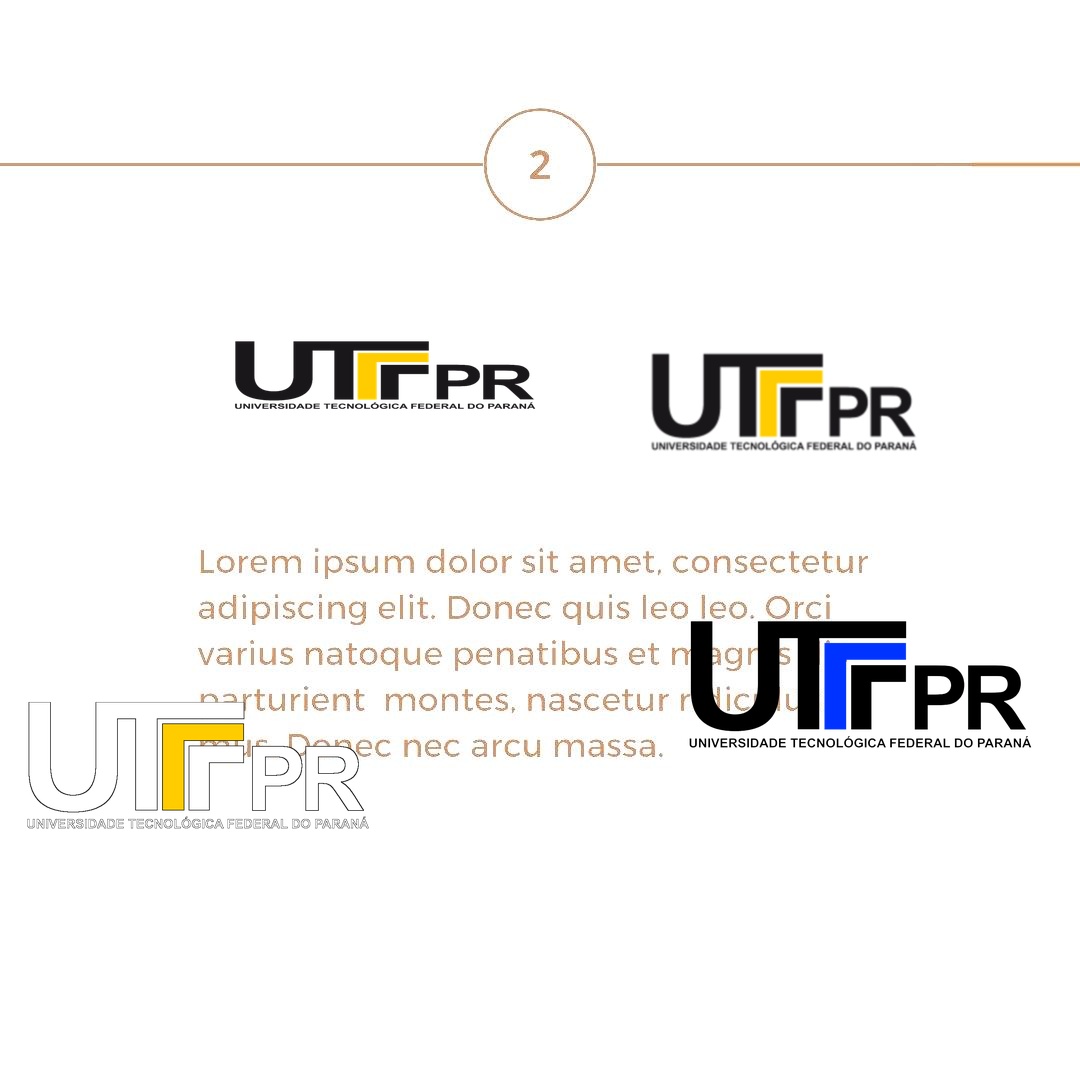 2
UTFPR
UNIVERSIDADE TECNOLÓGICA FEDERAL DO PARANÁ
UTFPR
UNIVERSIDADE TECNOLÓGICA FEDERAL DO PARANÁ
Lorem ipsum dolor sit amet, consectetur
adipiscing elit. Donec quis leo leo. Orci
varius natoque penatibus et magnis
parturient montes, nascetur
mus. Donec nec arcu massa.
UTFPR
UNIVERSIDADE TECNOLÓGICA FEDERAL DO PARANÁ
UTFPR
UNIVERSIDADE TECNOLÓGICA FEDERAL DO PARANÁ